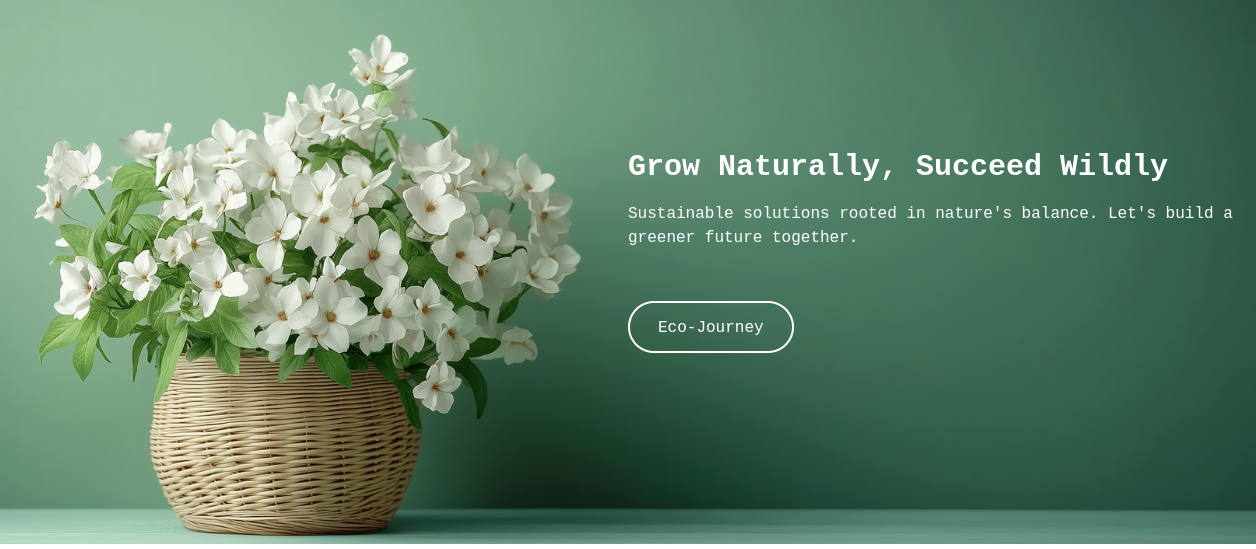 Grow Naturally, Succeed Wildly
Sustainable solutions rooted in nature's balance. Let's build a
greener future together.
Eco-Journey